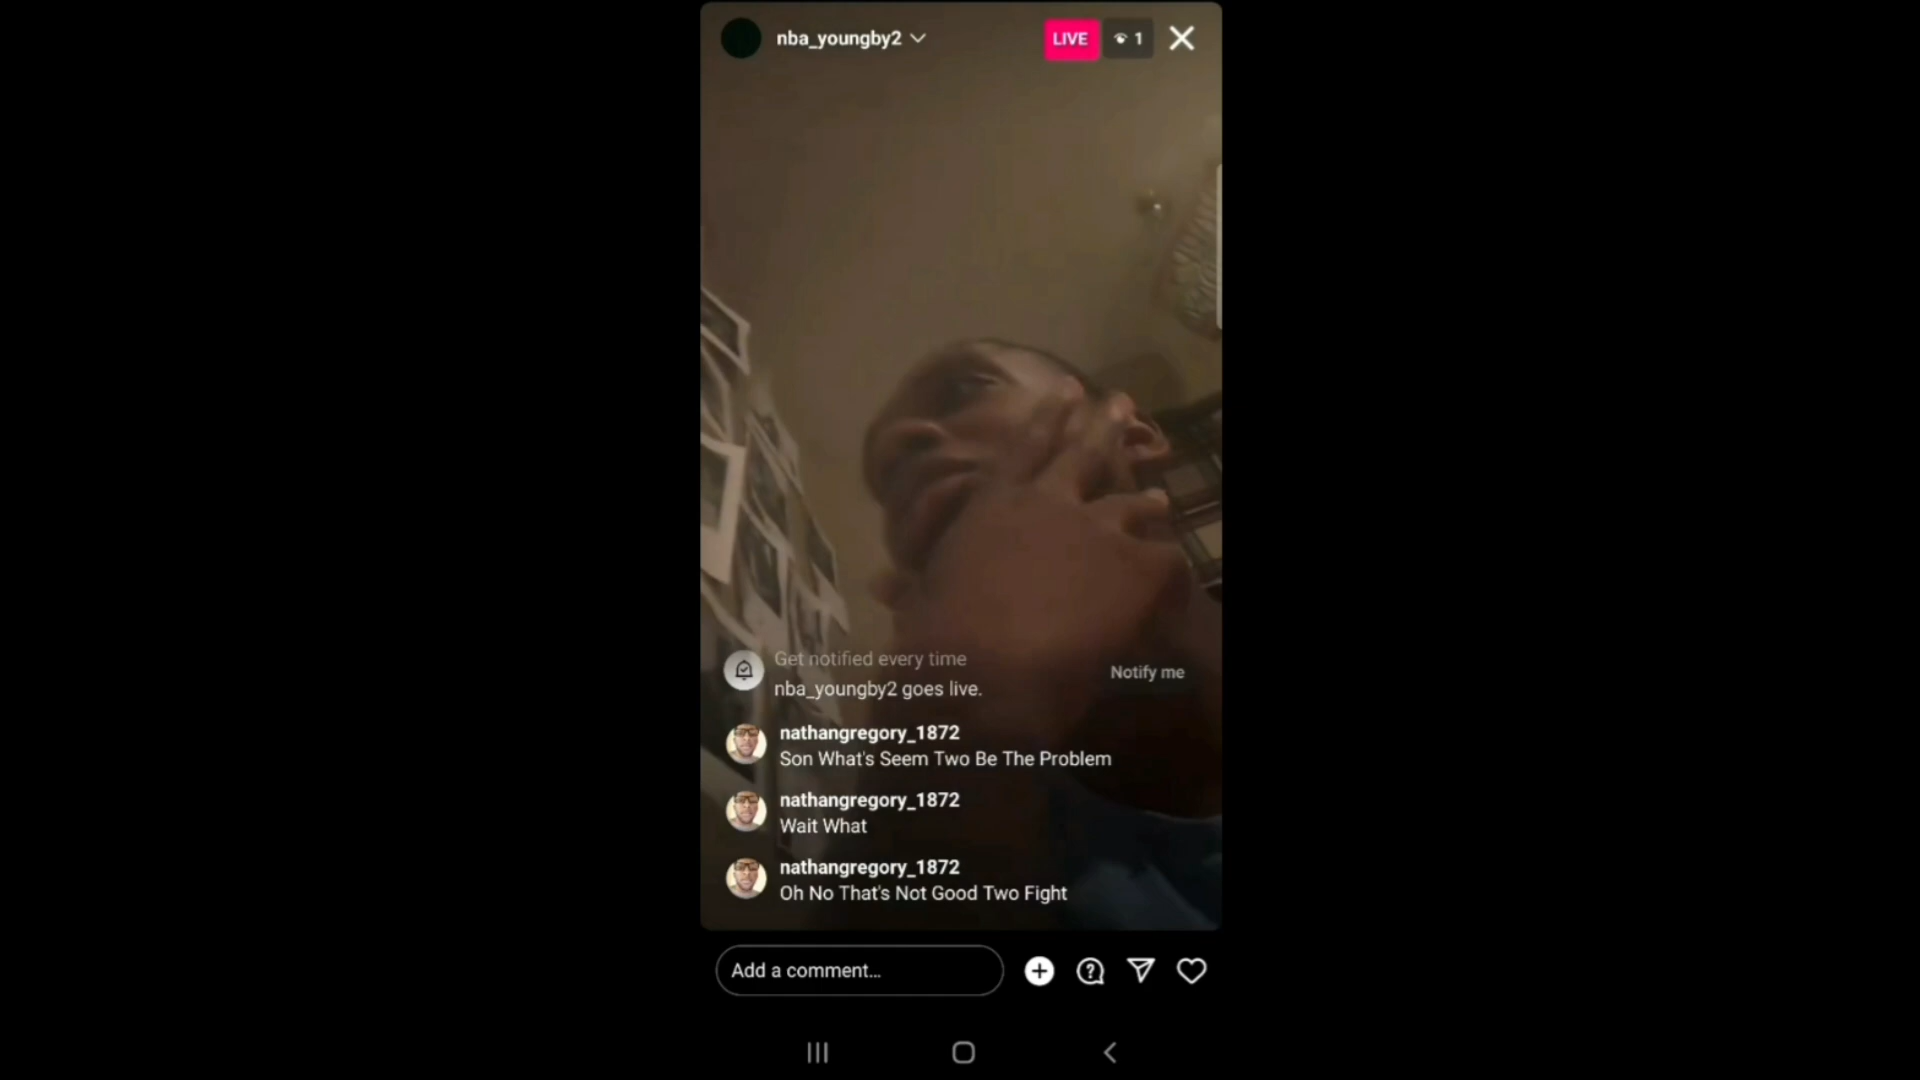 nba_youngby2
LIVE
1
Get notified every time
nba_youngby2 goes live.
Notify me
nathangregory_1872
Son What's Seem Two Be The Problem
nathangregory_1872
Wait What
nathangregory_1872
Oh No That's Not Good Two Fight
Add a comment...